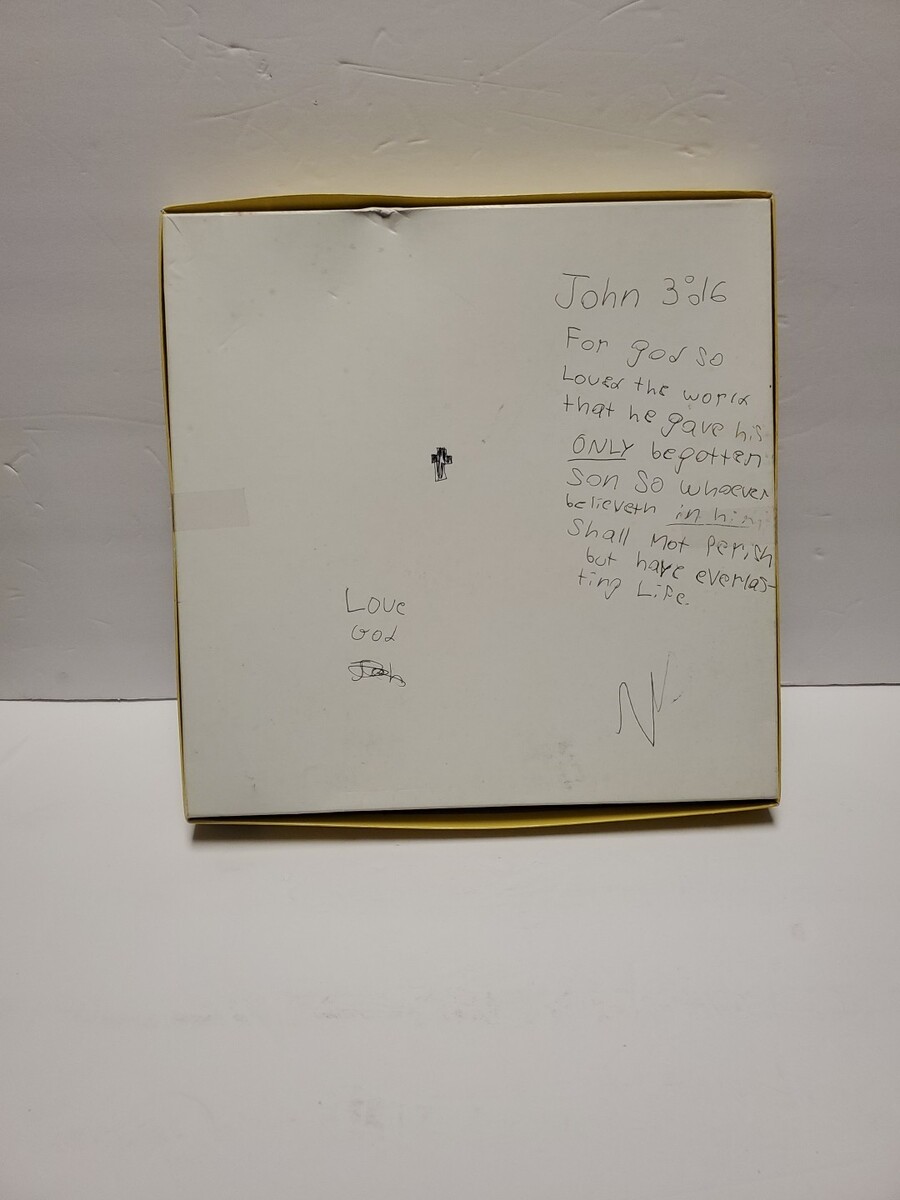 John 3:16
For god so
Loved the world
that he gave his
ONLY begotten
Son so whoever
believeth in him
Shall not perish
but have everlas-
ting Life.
Love
God